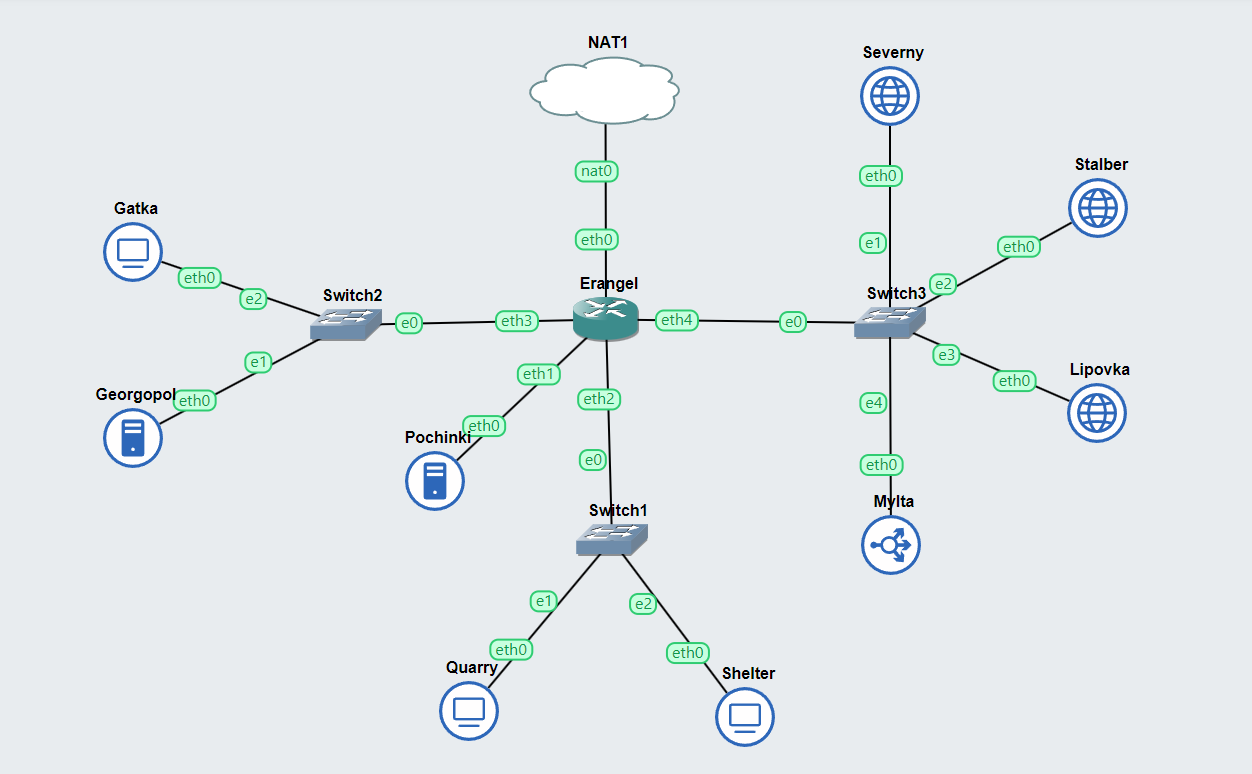 NAT1
Severny
nat0
eth0
Stalber
Gatka
eth0
eth0
e1
eth0
eth0
e2
e2
Erangel
Switch2
Switch3
e0
eth3
eth4
e0
e1
eth1
e3
eth0
Lipovka
Georgopol
eth0
eth2
e4
eth0
Pochinki
e0
eth0
Mylta
Switch1
e1
e2
eth0
eth0
Quarry
Shelter